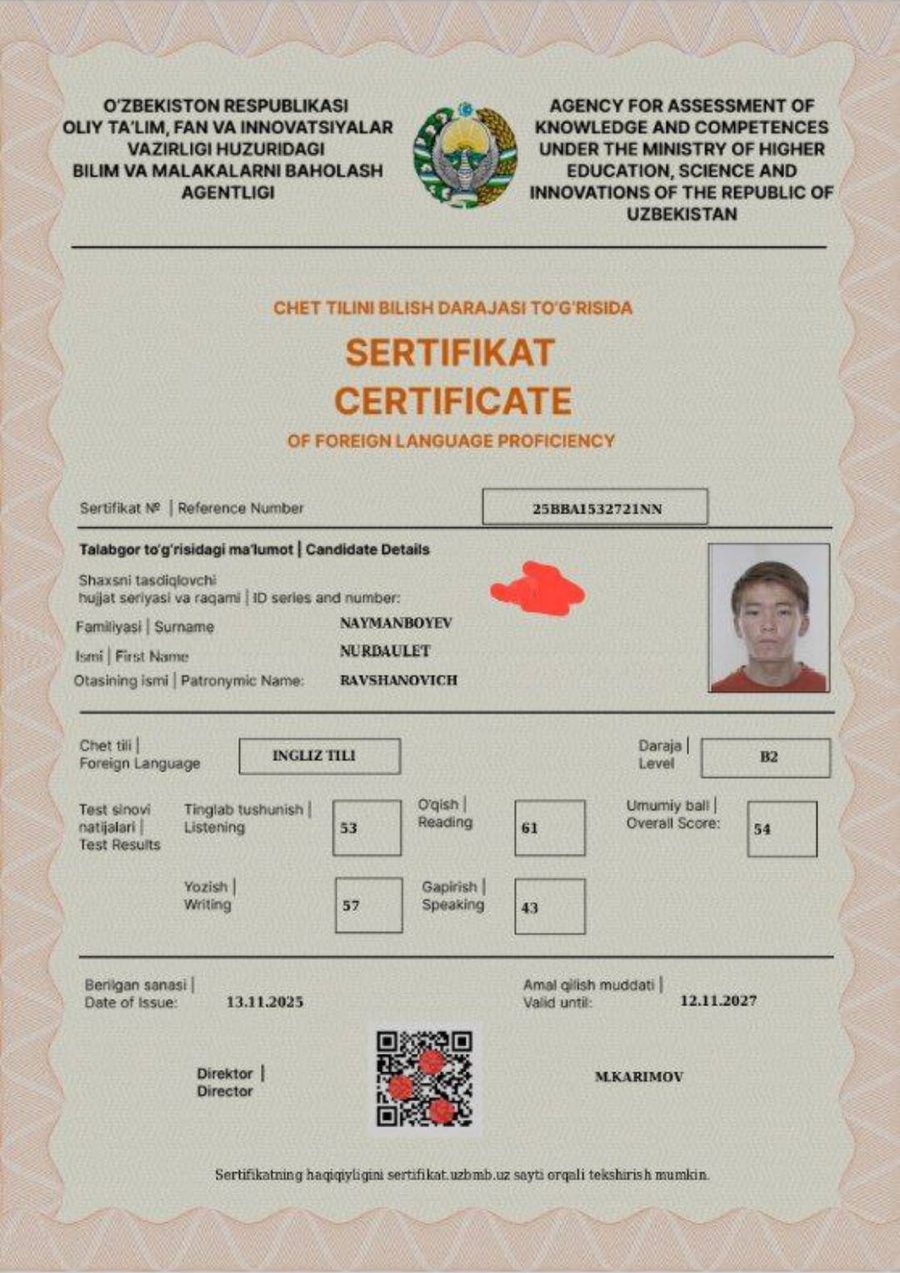 O'ZBEKISTON RESPUBLIKASI
OLIY TA'LIM, FAN VA INNOVATSIYALAR
VAZIRLIGI HUZURIDAGI
BILIM VA MALAKALARNI BAHOLASH
AGENTLIGI
AGENCY FOR ASSESSMENT OF
KNOWLEDGE AND COMPETENCES
UNDER THE MINISTRY OF HIGHER
EDUCATION, SCIENCE AND
INNOVATIONS OF THE REPUBLIC OF
UZBEKISTAN
CHET TILINI BILISH DARAJASI TO'G'RISIDA
SERTIFIKAT
CERTIFICATE
OF FOREIGN LANGUAGE PROFICIENCY
Sertifikat № | Reference Number 25BBA1532721NN
Talabgor to'g'risidagi ma'lumot | Candidate Details
Shaxsni tasdiqlovchi
hujjat seriyasi va raqami | ID series and number:
Familiyasi | Surname NAYMANBOYEV
Ismi | First Name NURDAULET
Otasining ismi | Patronymic Name: RAVSHANOVICH
Chet tili |
Foreign Language
INGLIZ TILI
Daraja |
Level
B2
Test sinovi
natijalari |
Test Results
Tinglab tushunish |
Listening
53
O'qish |
Reading
61
Umumiy ball |
Overall Score:
54
Yozish |
Writing
57
Gapirish |
Speaking
43
Berilgan sanasi |
Date of Issue:
13.11.2025
Amal qilish muddati |
Valid until:
12.11.2027
Direktor |
Director
M.KARIMOV
Sertifikatning haqiqiyligini sertifikat.uzbmb.uz sayti orqali tekshirish mumkin.